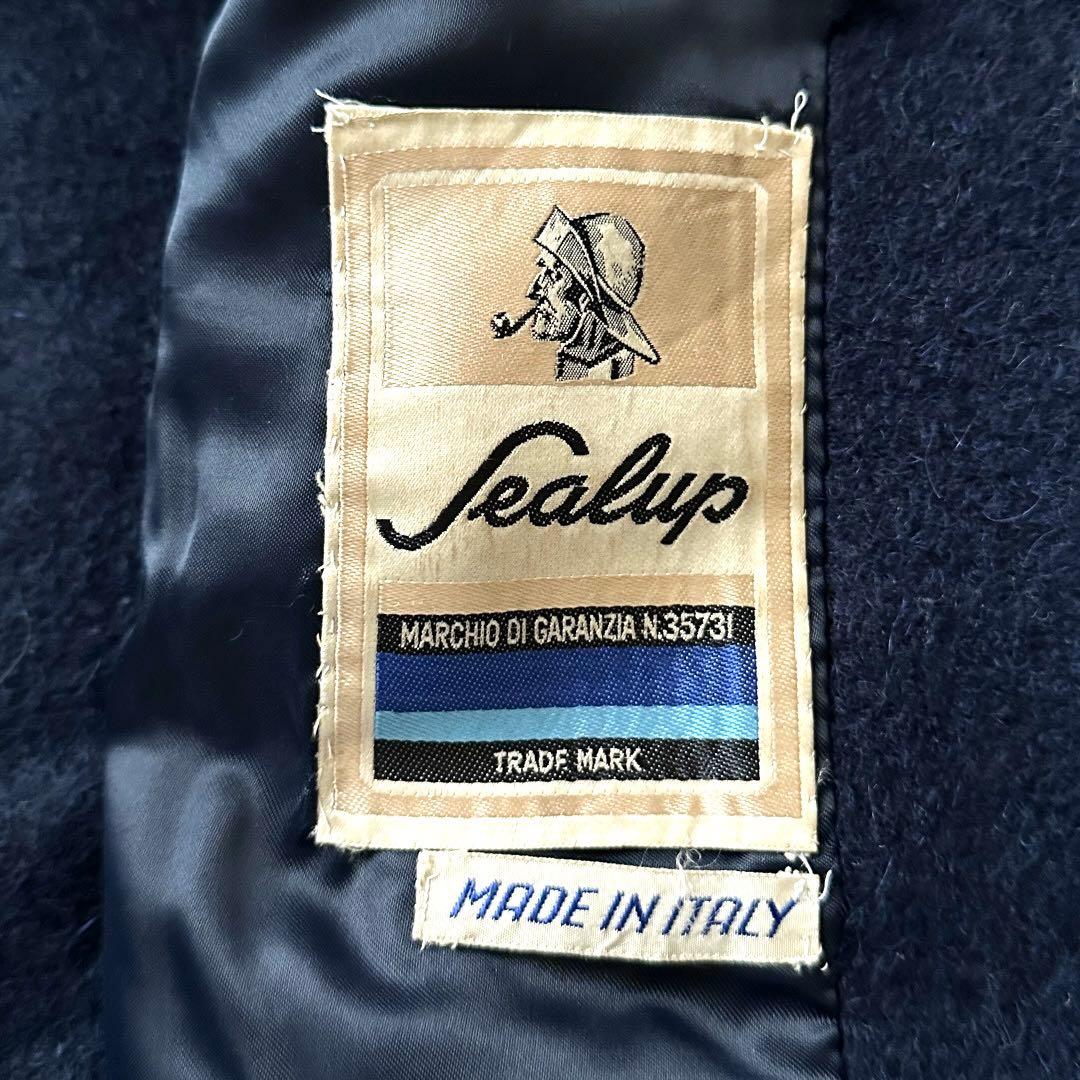 Sealup
MARCHIO DI GARANZIA N.35731
TRADE MARK
MADE IN ITALY